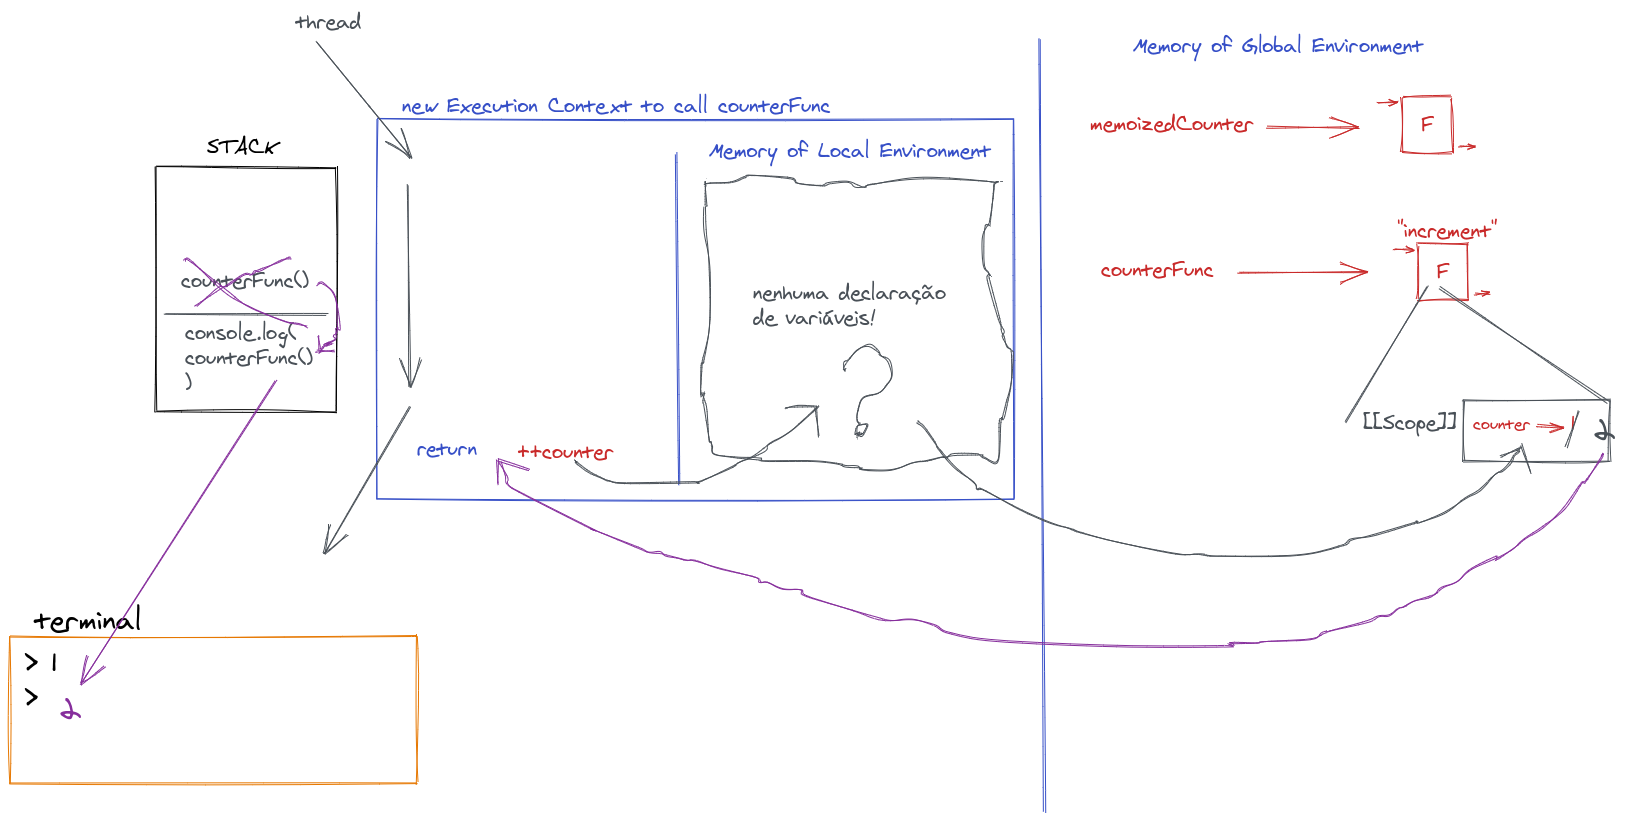 thread
Memory of Global Environment
new Execution Context to call counterFunc
memoizedCounter
F
STACK
Memory of Local Environment
"increment"
counterFunc
F
counterFunc()
nenhuma declaração
de variáveis!
console.log(
counterFunc()
)
[[Scope]]
counter
1
2
return
++counter
terminal
> 1
> 2